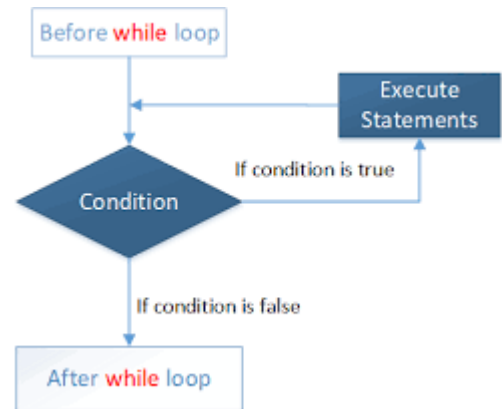 Before while loop
Execute
Statements
If condition is true
Condition
If condition is false
After while loop